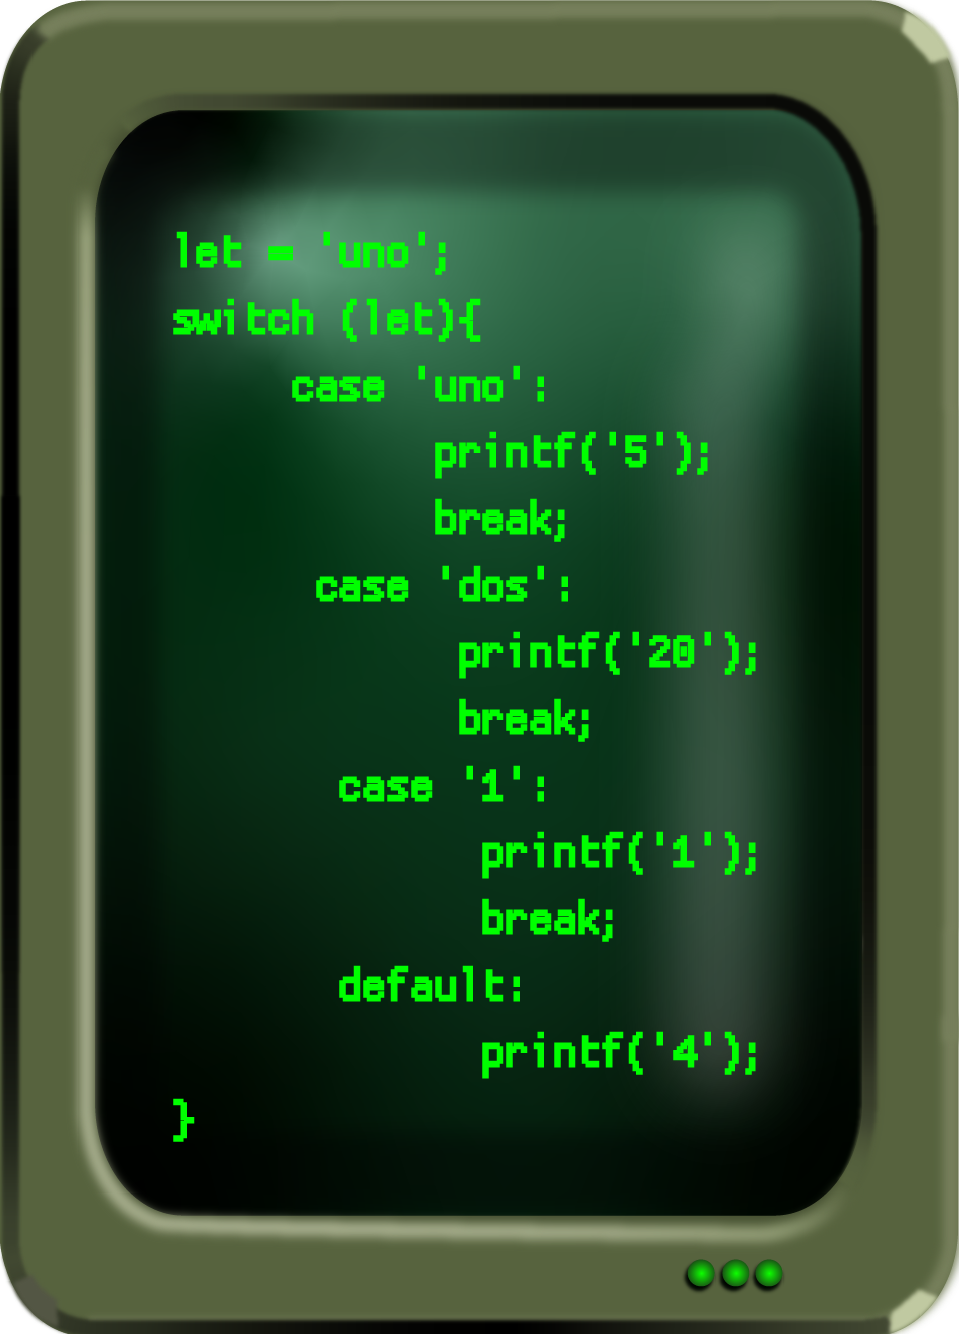 let = 'uno';
switch (let){
case 'uno':
printf('5');
break;
case 'dos':
printf('20');
break;
case '1':
printf('1');
break;
default:
printf('4');
}